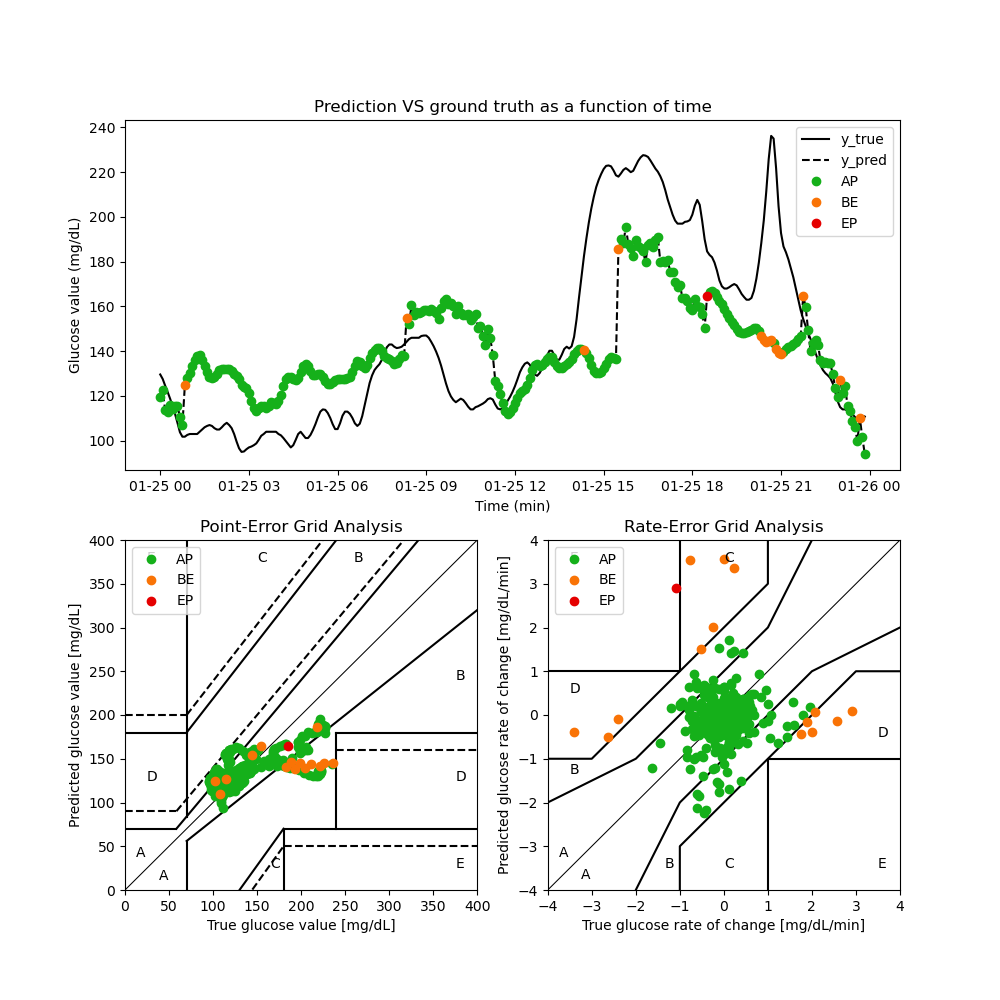 Prediction VS ground truth as a function of time
Glucose value (mg/dL)
240
220
200
180
160
140
120
100
y_true
y_pred
AP
BE
EP
01-25 00 01-25 03 01-25 06 01-25 09 01-25 12 01-25 15 01-25 18 01-25 21 01-26 00
Time (min)
Point-Error Grid Analysis
Predicted glucose value [mg/dL]
400
350
300
250
200
150
100
50
0
AP
BE
EP
C
B
B
D
D
A
A
C
E
0 50 100 150 200 250 300 350 400
True glucose value [mg/dL]
Rate-Error Grid Analysis
Predicted glucose rate of change [mg/dL/min]
4
3
2
1
0
−1
−2
−3
−4
AP
BE
EP
C
D
D
B
A
A
B
C
E
−4 −3 −2 −1 0 1 2 3 4
True glucose rate of change [mg/dL/min]